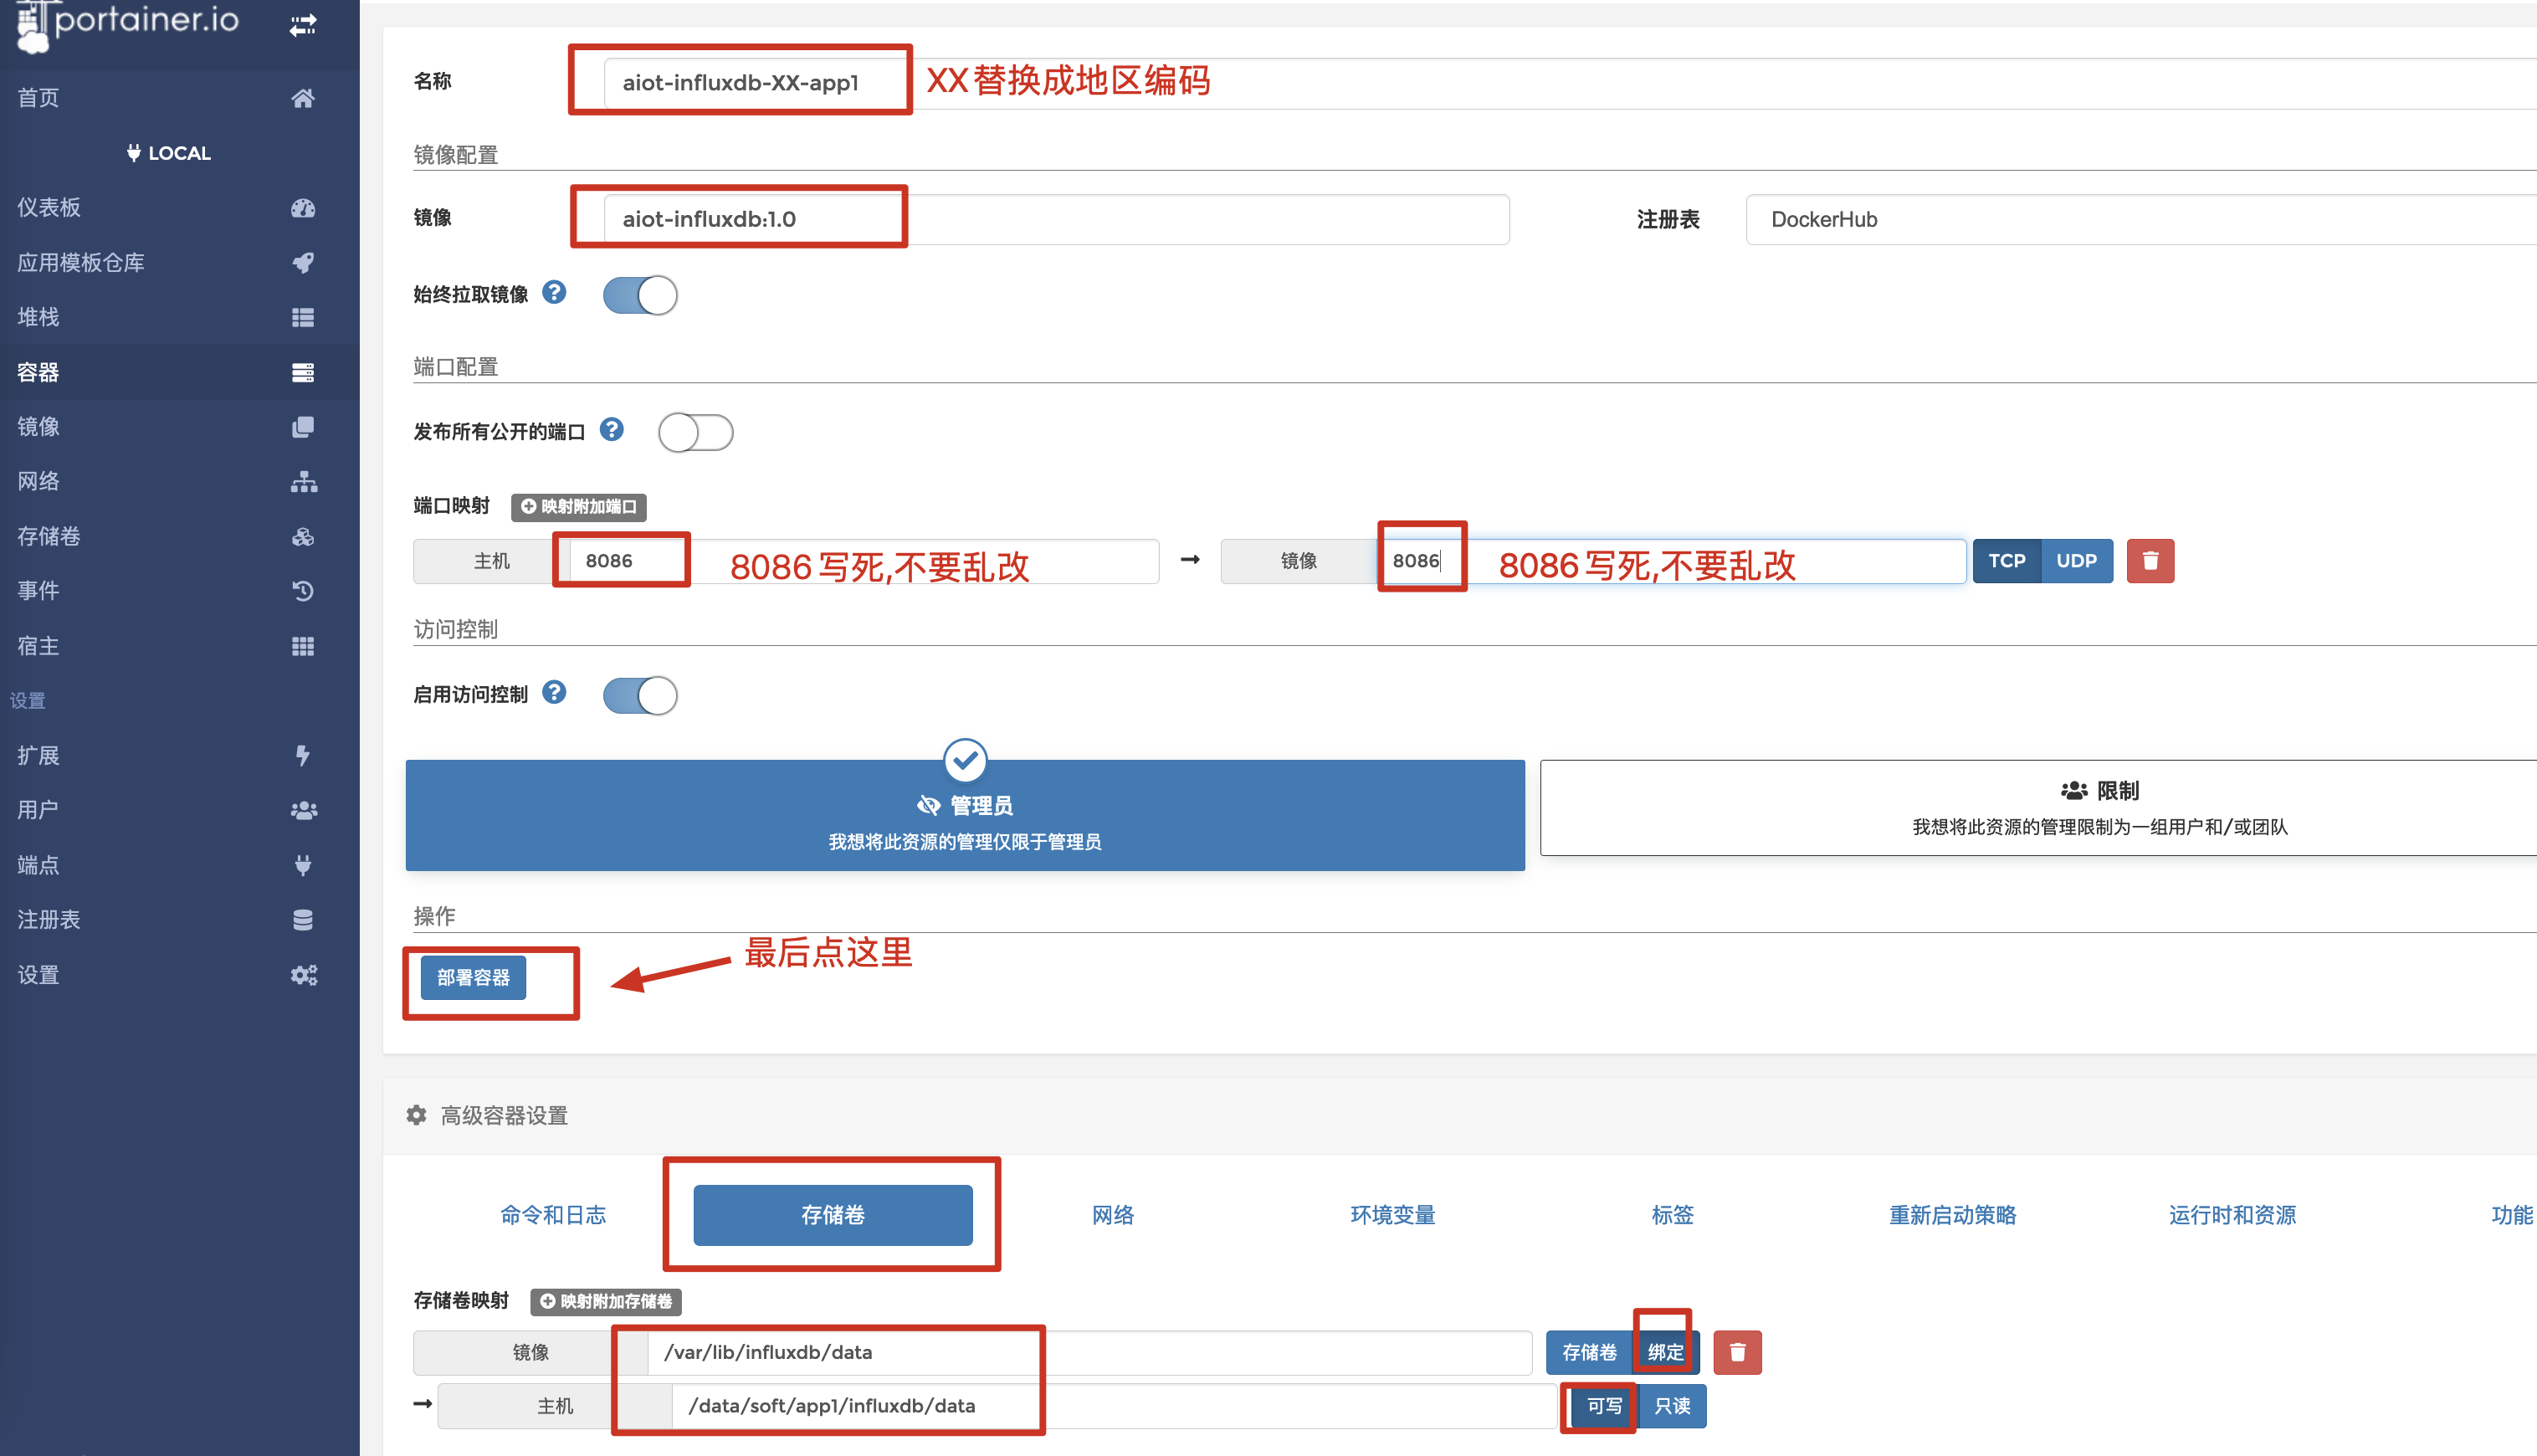 portainer.io
首页
LOCAL
仪表板
应用模板仓库
堆栈
容器
镜像
网络
存储卷
事件
宿主
设置
扩展
用户
端点
注册表
设置
名称 aiot-influxdb-XX-app1 XX替换成地区编码
镜像配置
镜像 aiot-influxdb:1.0 注册表 DockerHub
始终拉取镜像
端口配置
发布所有公开的端口
端口映射 映射附加端口
主机 8086 8086写死,不要乱改 → 镜像 8086 8086写死,不要乱改 TCP UDP
访问控制
启用访问控制
管理员
我想将此资源的管理仅限于管理员
限制
我想将此资源的管理限制为一组用户和/或团队
操作
部署容器 最后点这里
高级容器设置
命令和日志 存储卷 网络 环境变量 标签 重新启动策略 运行时和资源 功能
存储卷映射 映射附加存储卷
镜像 /var/lib/influxdb/data 存储卷 绑定
→ 主机 /data/soft/app1/influxdb/data 可写 只读